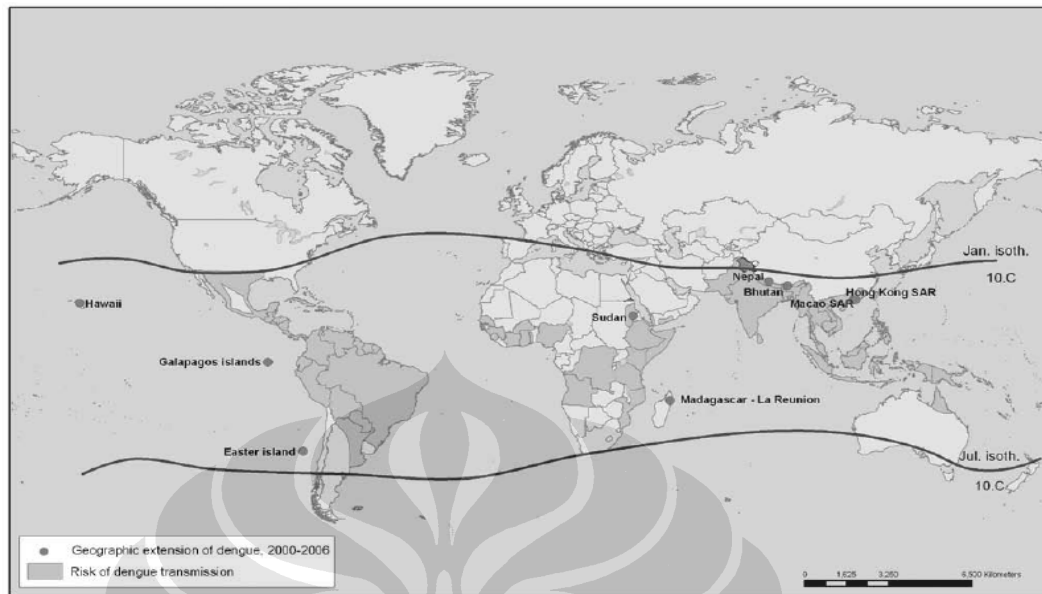 Jan. isoth.
10.C
Nepal
Bhutan
Hong Kong SAR
Macao SAR
Hawaii
Sudan
Galapagos islands
Madagascar - La Reunion
Easter island
Jul. isoth.
10.C
Geographic extension of dengue, 2000-2006
Risk of dengue transmission
0 1,625 3,250 6,500 Kilometers